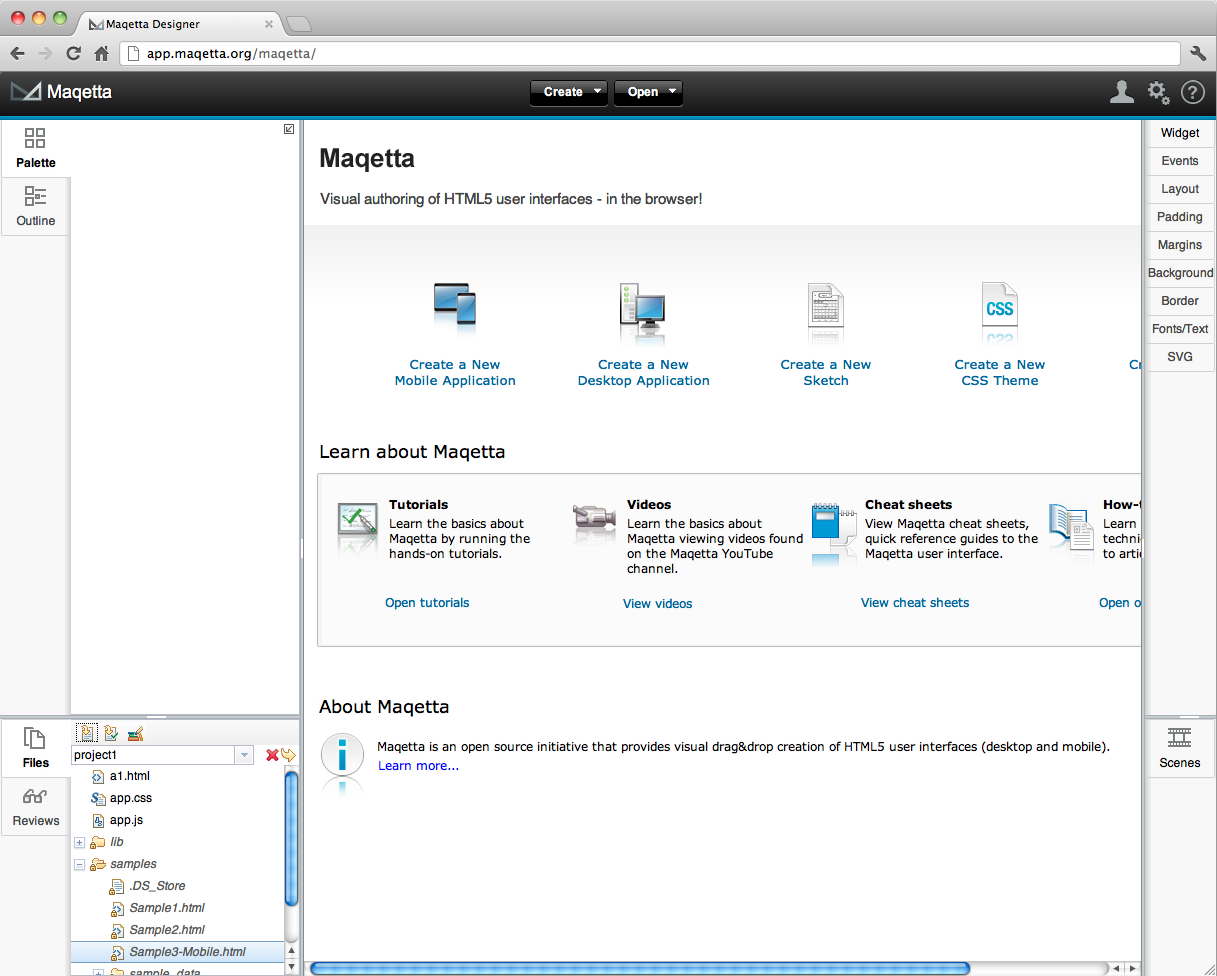 Maqetta Designer
app.maqetta.org/maqetta/
Maqetta
Create
Open
?
Palette
Outline
Maqetta
Visual authoring of HTML5 user interfaces - in the browser!
Create a New
Mobile Application
Create a New
Desktop Application
Create a New
Sketch
CSS
Create a New
CSS Theme
Cr
Learn about Maqetta
Tutorials
Learn the basics about
Maqetta by running the
hands-on tutorials.
Open tutorials
Videos
Learn the basics about
Maqetta viewing videos found
on the Maqetta YouTube
channel.
View videos
Cheat sheets
View Maqetta cheat sheets,
quick reference guides to the
Maqetta user interface.
View cheat sheets
How-t
Learn
techni
to artic
Open o
About Maqetta
Maqetta is an open source initiative that provides visual drag&drop creation of HTML5 user interfaces (desktop and mobile).
Learn more...
Widget
Events
Layout
Padding
Margins
Background
Border
Fonts/Text
SVG
Files
Reviews
project1
a1.html
app.css
app.js
lib
samples
.DS_Store
Sample1.html
Sample2.html
Sample3-Mobile.html
sample_data
Scenes